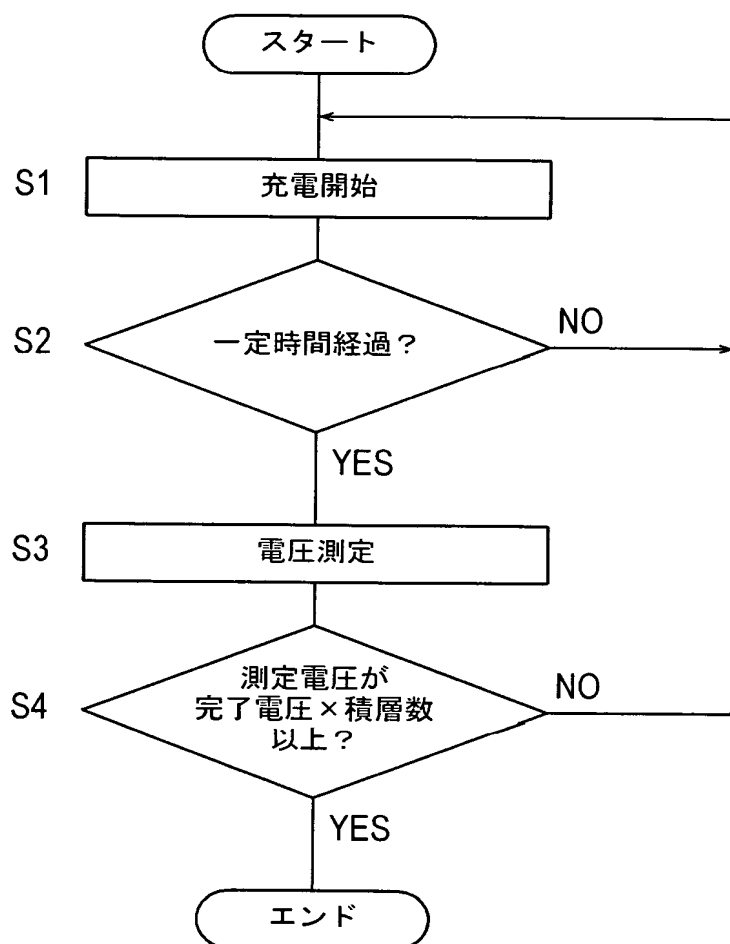 スタート
S1
充電開始
S2
一定時間経過？
NO
YES
S3
電圧測定
S4
測定電圧が
完了電圧×積層数
以上？
NO
YES
エンド